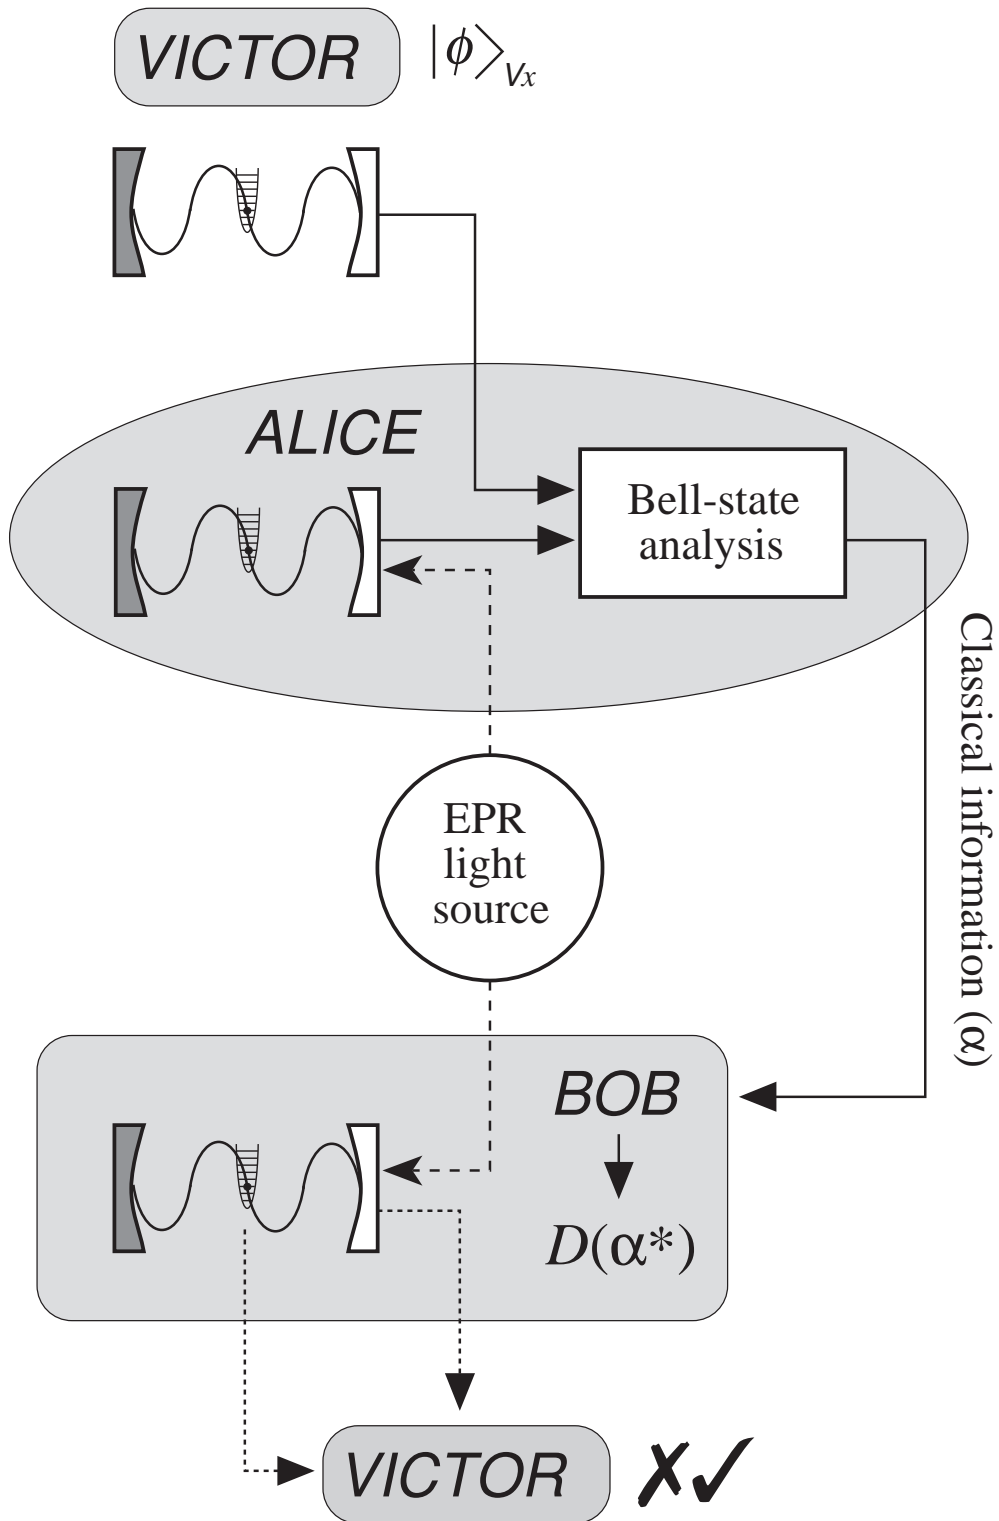 VICTOR |ϕ⟩Vx
ALICE
Bell-state
analysis
Classical information (α)
EPR
light
source
BOB
D(α*)
VICTOR ✗✓